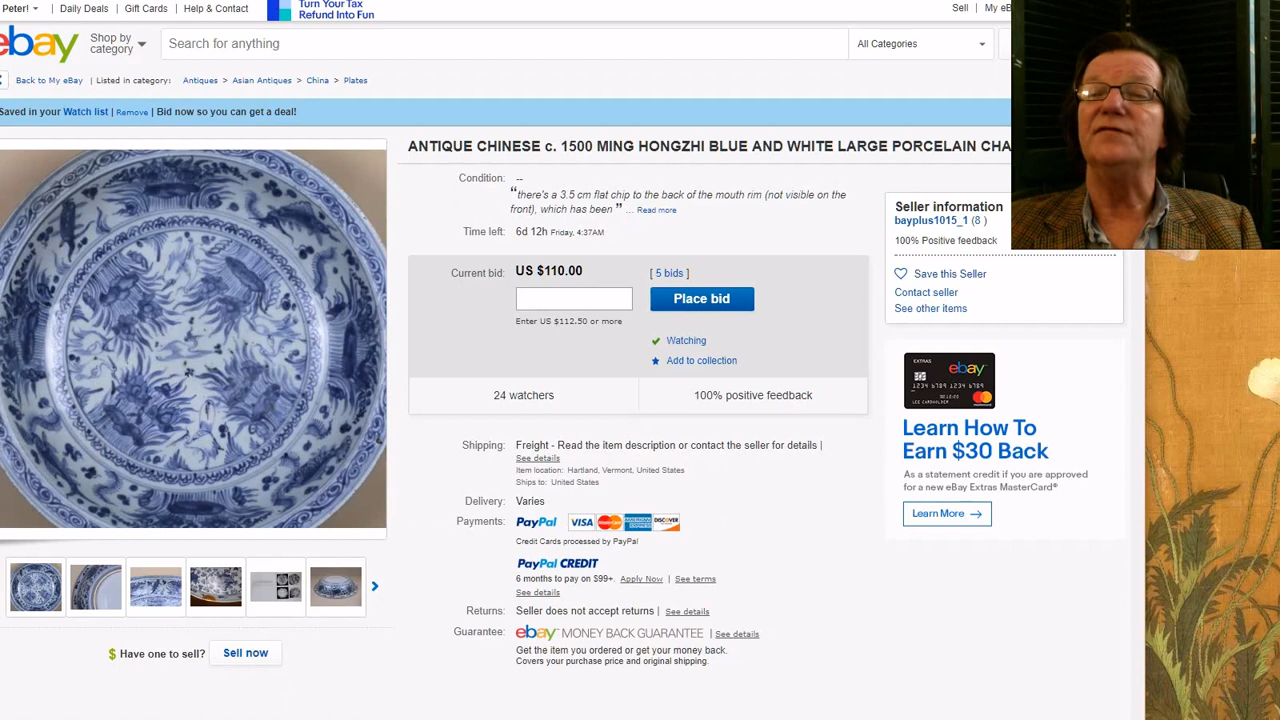 Peter!
Daily Deals
Gift Cards
Help & Contact
Turn Your Tax
Refund Into Fun
Sell
My eB
ebay
Shop by
category
Search for anything
All Categories
Back to My eBay | Listed in category: Antiques > Asian Antiques > China > Plates
Saved in your Watch list | Remove | Bid now so you can get a deal!
ANTIQUE CHINESE c. 1500 MING HONGZHI BLUE AND WHITE LARGE PORCELAIN CHA
Condition: --
“there's a 3.5 cm flat chip to the back of the mouth rim (not visible on the
front), which has been ” ... Read more
Time left: 6d 12h Friday, 4:37AM
Current bid: US $110.00 [ 5 bids ]
Place bid
Enter US $112.50 or more
Watching
Add to collection
24 watchers
100% positive feedback
Shipping: Freight - Read the item description or contact the seller for details |
See details
Item location: Hartland, Vermont, United States
Ships to: United States
Delivery: Varies
Payments: PayPal VISA MasterCard DISCOVER
Credit Cards processed by PayPal
PayPal CREDIT
6 months to pay on $99+. Apply Now | See terms
See details
Returns: Seller does not accept returns | See details
Guarantee: ebay MONEY BACK GUARANTEE | See details
Get the item you ordered or get your money back.
Covers your purchase price and original shipping.
Seller information
bayplus1015_1 (8 )
100% Positive feedback
Save this Seller
Contact seller
See other items
EXTRAS
ebay
Learn How To
Earn $30 Back
As a statement credit if you are approved
for a new eBay Extras MasterCard®
Learn More
$ Have one to sell? Sell now